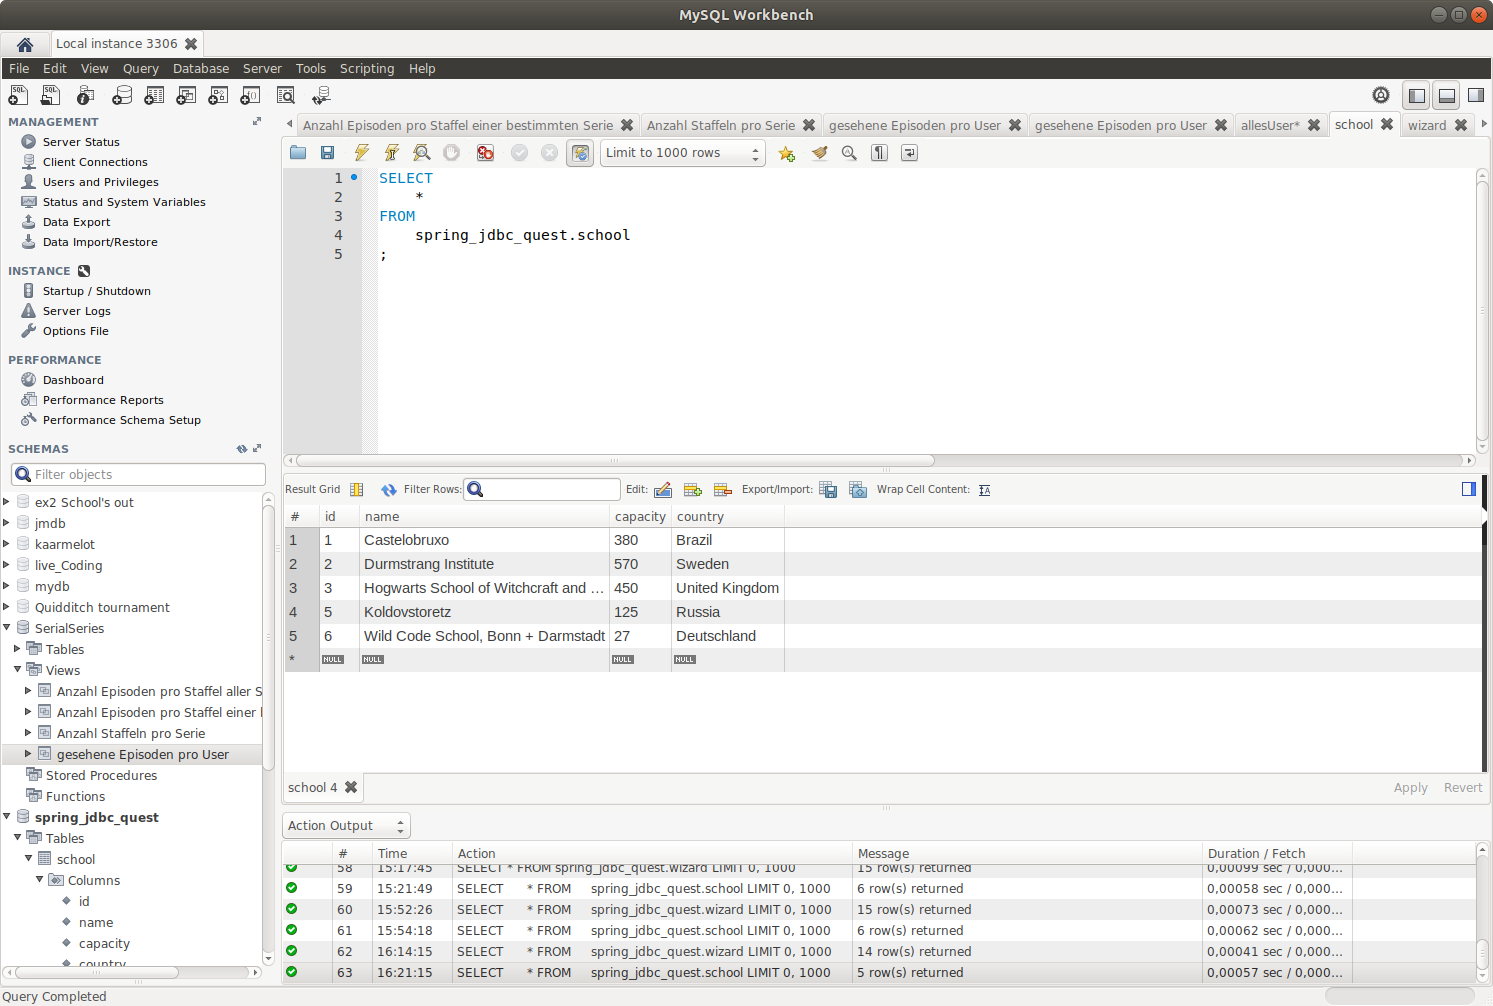 MySQL Workbench
Local instance 3306
File Edit View Query Database Server Tools Scripting Help
MANAGEMENT
Server Status
Client Connections
Users and Privileges
Status and System Variables
Data Export
Data Import/Restore
INSTANCE
Startup / Shutdown
Server Logs
Options File
PERFORMANCE
Dashboard
Performance Reports
Performance Schema Setup
SCHEMAS
Filter objects
ex2 School's out
jmdb
kaarmelot
live_Coding
mydb
Quidditch tournament
SerialSeries
Tables
Views
Anzahl Episoden pro Staffel aller S
Anzahl Episoden pro Staffel einer
Anzahl Staffeln pro Serie
gesehene Episoden pro User
Stored Procedures
Functions
spring_jdbc_quest
Tables
school
Columns
id
name
capacity
country
Anzahl Episoden pro Staffel einer bestimmten Serie Anzahl Staffeln pro Serie gesehene Episoden pro User gesehene Episoden pro User allesUser* school wizard
Limit to 1000 rows
1 SELECT
2 *
3 FROM
4 spring_jdbc_quest.school
5 ;
Result Grid Filter Rows: Edit: Export/Import: Wrap Cell Content:
# id name capacity country
1 1 Castelobruxo 380 Brazil
2 2 Durmstrang Institute 570 Sweden
3 3 Hogwarts School of Witchcraft and ... 450 United Kingdom
4 5 Koldovstoretz 125 Russia
5 6 Wild Code School, Bonn + Darmstadt 27 Deutschland
* NULL NULL NULL NULL
school 4 Apply Revert
Action Output
# Time Action Message Duration / Fetch
58 15:17:45 SELECT * FROM spring_jdbc_quest.wizard LIMIT 0, 1000 15 row(s) returned 0,00099 sec / 0,000...
59 15:21:49 SELECT * FROM spring_jdbc_quest.school LIMIT 0, 1000 6 row(s) returned 0,00058 sec / 0,000...
60 15:52:26 SELECT * FROM spring_jdbc_quest.wizard LIMIT 0, 1000 15 row(s) returned 0,00073 sec / 0,000...
61 15:54:18 SELECT * FROM spring_jdbc_quest.school LIMIT 0, 1000 6 row(s) returned 0,00062 sec / 0,000...
62 16:14:15 SELECT * FROM spring_jdbc_quest.wizard LIMIT 0, 1000 14 row(s) returned 0,00041 sec / 0,000...
63 16:21:15 SELECT * FROM spring_jdbc_quest.school LIMIT 0, 1000 5 row(s) returned 0,00057 sec / 0,000...
Query Completed